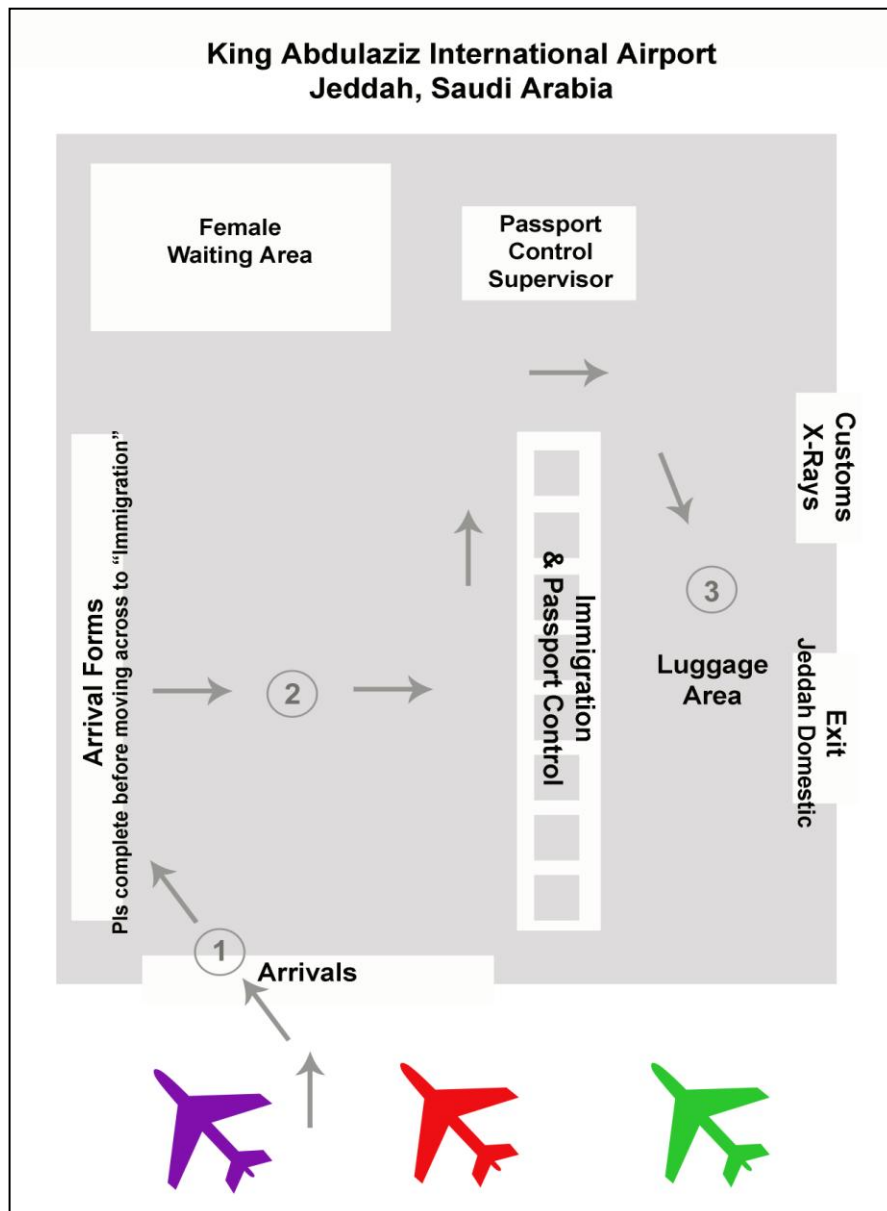 King Abdulaziz International Airport
Jeddah, Saudi Arabia
Female
Waiting Area
Passport
Control
Supervisor
Customs
X-Rays
Arrival Forms
Pls complete before moving across to “Immigration”
2
Immigration
& Passport Control
3
Luggage
Area
Exit
Jeddah Domestic
1
Arrivals